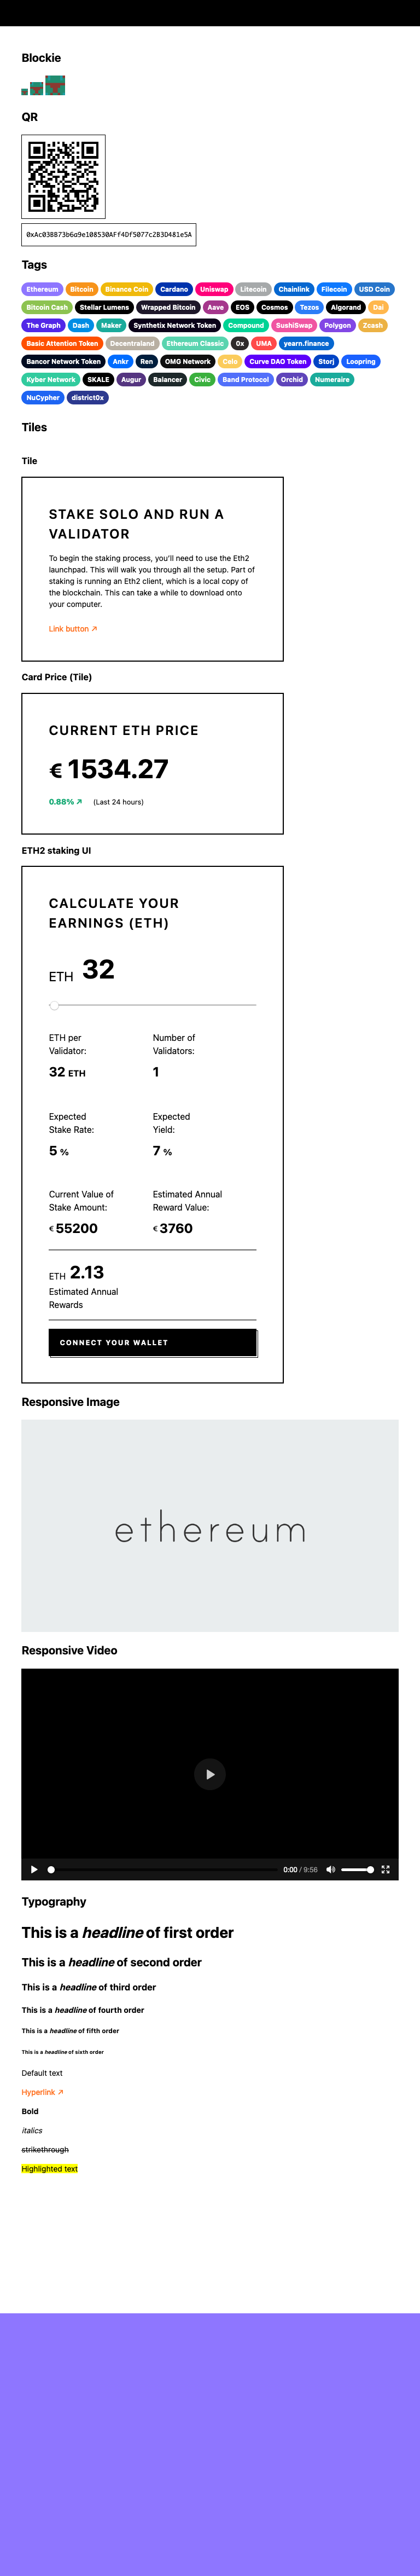 Blockie
QR
0xAc03BB73b6a9e108530AFf4Df5077c2B3D481e5A
Tags
Ethereum Bitcoin Binance Coin Cardano Uniswap Litecoin Chainlink Filecoin USD Coin
Bitcoin Cash Stellar Lumens Wrapped Bitcoin Aave EOS Cosmos Tezos Algorand Dai
The Graph Dash Maker Synthetix Network Token Compound SushiSwap Polygon Zcash
Basic Attention Token Decentraland Ethereum Classic 0x UMA yearn.finance
Bancor Network Token Ankr Ren OMG Network Celo Curve DAO Token Storj Loopring
Kyber Network SKALE Augur Balancer Civic Band Protocol Orchid Numeraire
NuCypher district0x
Tiles
Tile
STAKE SOLO AND RUN A
VALIDATOR
To begin the staking process, you'll need to use the Eth2
launchpad. This will walk you through all the setup. Part of
staking is running an Eth2 client, which is a local copy of
the blockchain. This can take a while to download onto
your computer.
Link button ↗
Card Price (Tile)
CURRENT ETH PRICE
€ 1534.27
0.88% ↗ (Last 24 hours)
ETH2 staking UI
CALCULATE YOUR
EARNINGS (ETH)
ETH 32
ETH per Number of
Validator: Validators:
32 ETH 1
Expected Expected
Stake Rate: Yield:
5 % 7 %
Current Value of Estimated Annual
Stake Amount: Reward Value:
€ 55200 € 3760
ETH 2.13
Estimated Annual
Rewards
CONNECT YOUR WALLET
Responsive Image
ethereum
Responsive Video
0:00 / 9:56
Typography
This is a headline of first order
This is a headline of second order
This is a headline of third order
This is a headline of fourth order
This is a headline of fifth order
This is a headline of sixth order
Default text
Hyperlink ↗
Bold
italics
strikethrough
Highlighted text